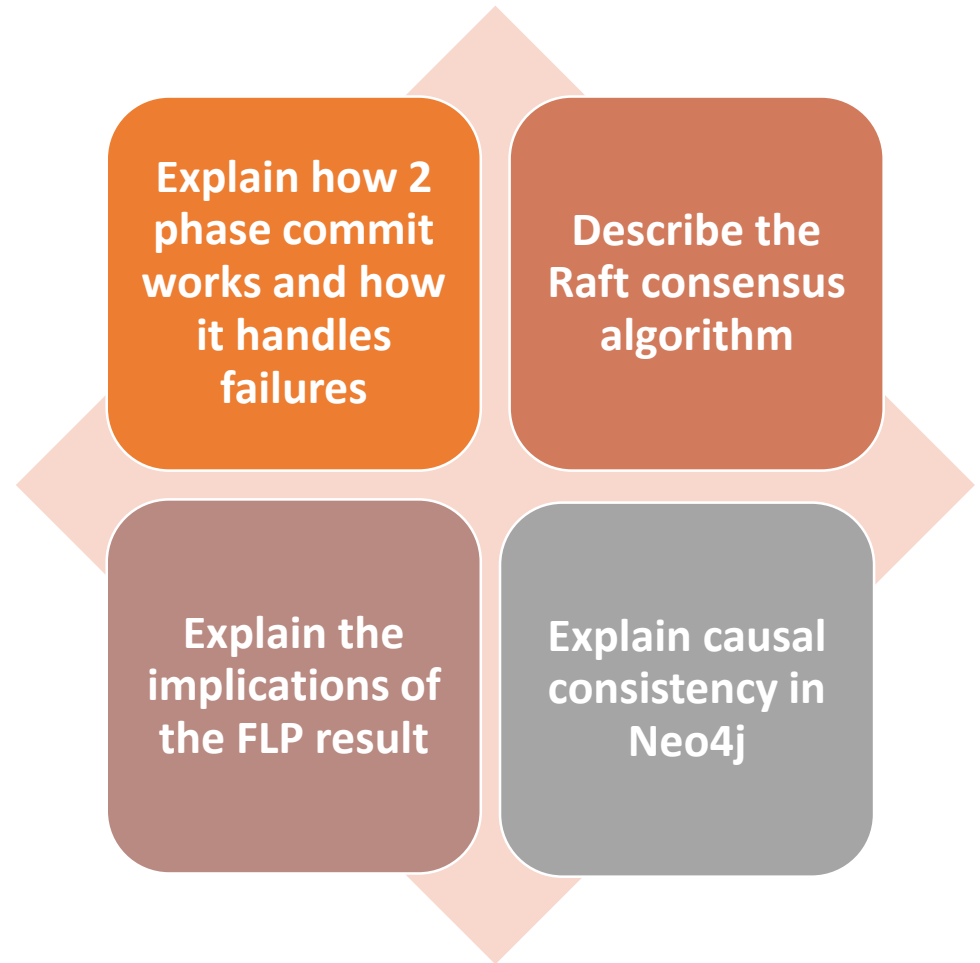 Explain how 2
phase commit
works and how
it handles
failures
Describe the
Raft consensus
algorithm
Explain the
implications of
the FLP result
Explain causal
consistency in
Neo4j